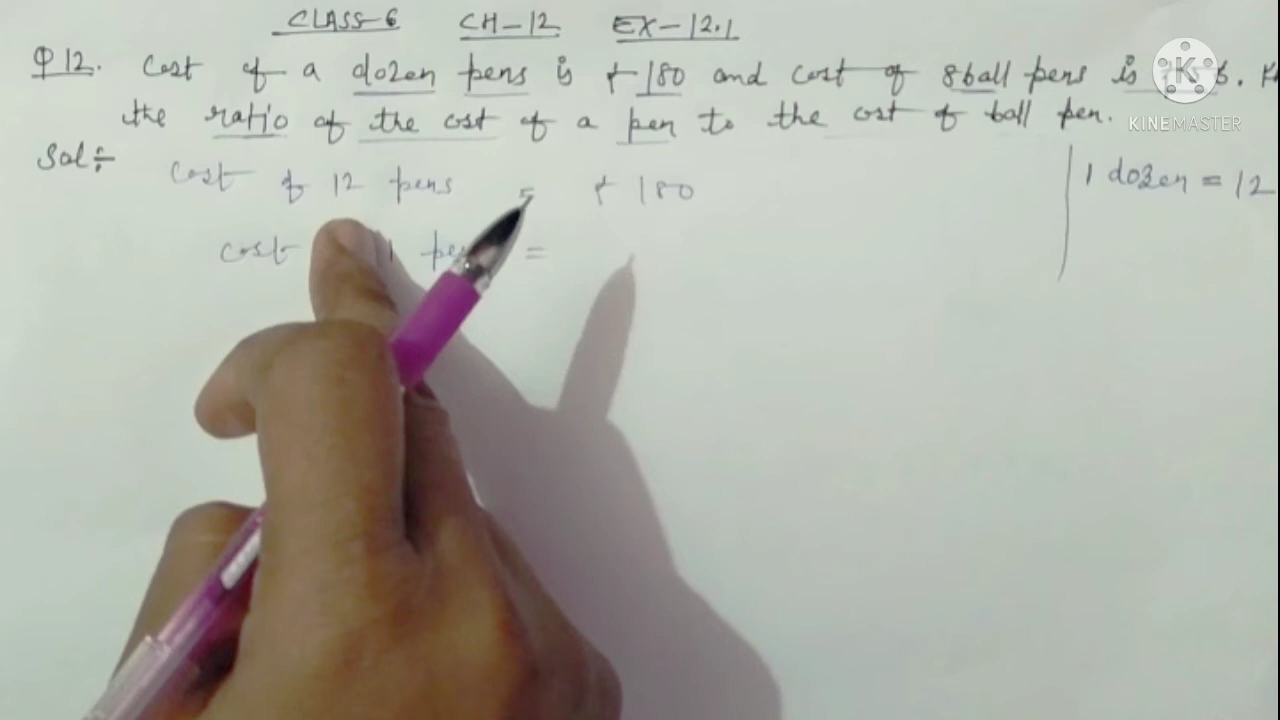 CLASS-6 CH-12 EX-12.1
Q12. Cost of a dozen pens is ₹ 180 and cost of 8 ball pens is
KINEMASTER
the ratio of the cost of a pen to the cost of ball pen.
Sol:- Cost of 12 pens = ₹ 180
1 dozen = 12
cost 1 pen =